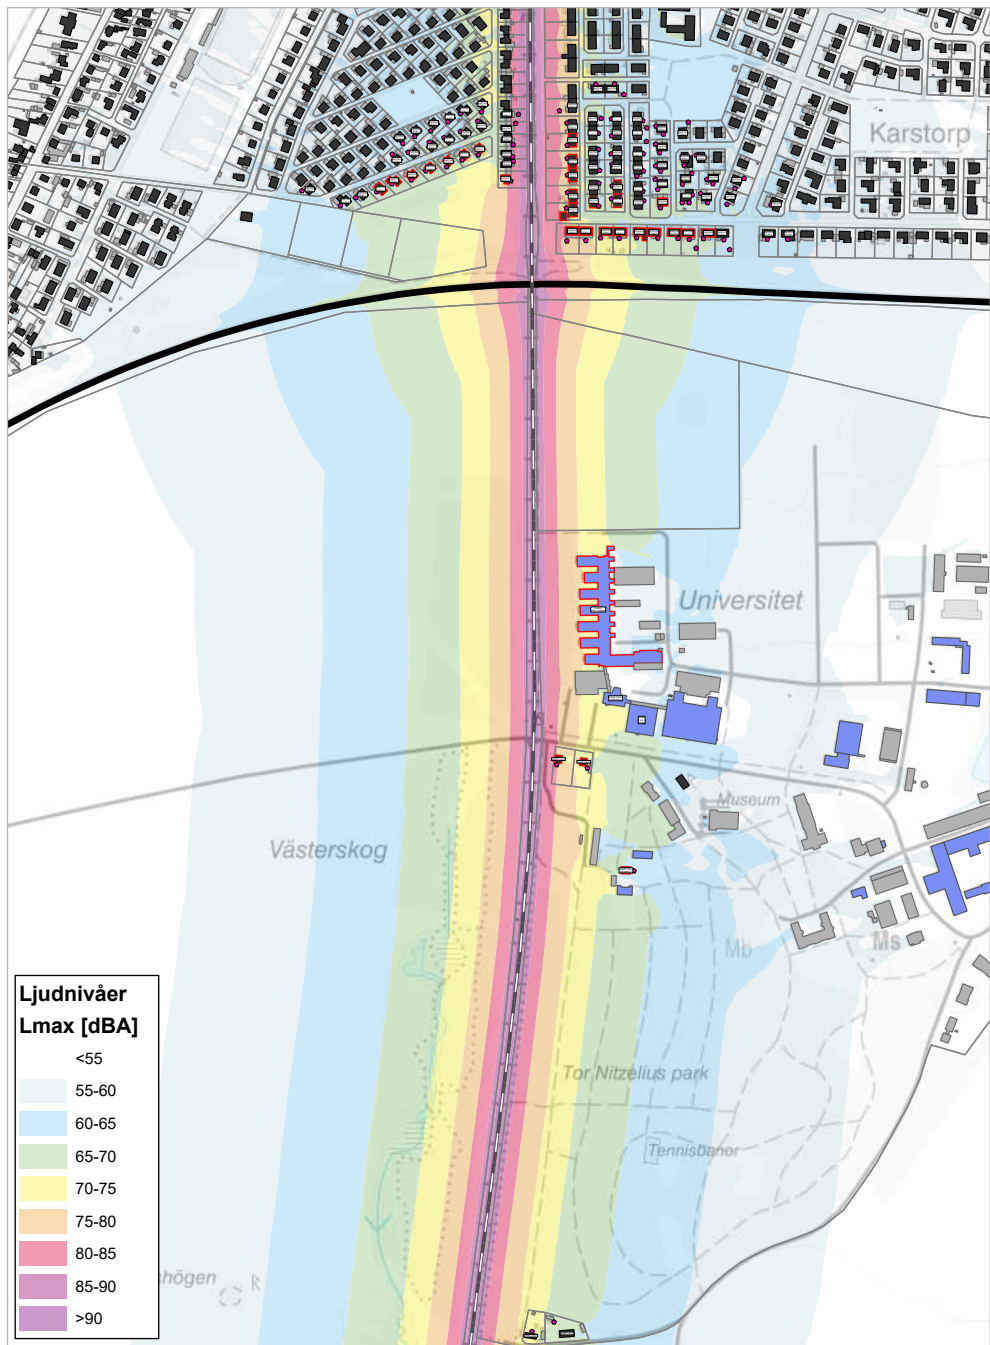 Karstorp
Universitet
Museum
Västerskog
Mb
Ms
Ljudnivåer
Lmax [dBA]
<55
55-60
60-65
65-70
70-75
75-80
80-85
85-90
>90
Tor Nitzelius park
Tennisbanor
högen
R